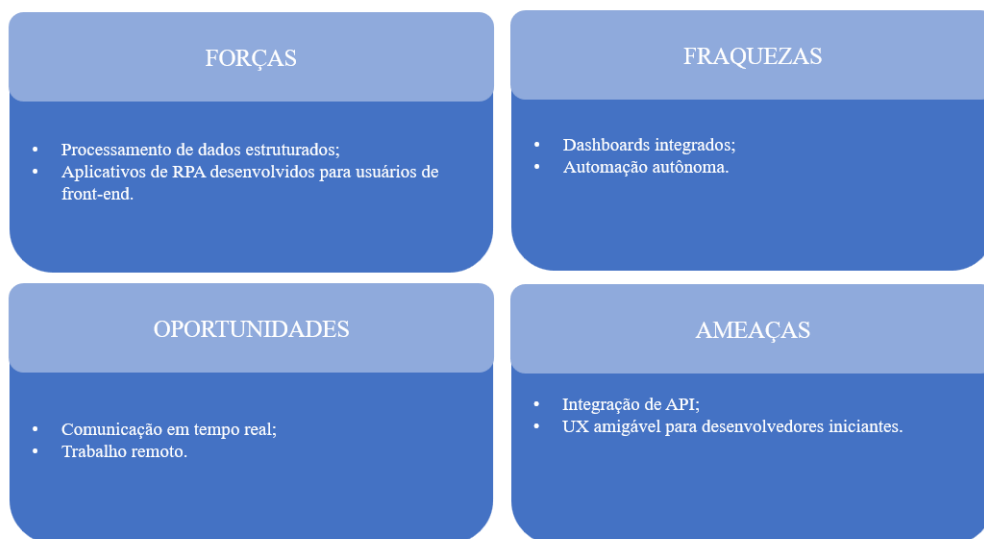 FORÇAS
• Processamento de dados estruturados;
• Aplicativos de RPA desenvolvidos para usuários de
front-end.
FRAQUEZAS
• Dashboards integrados;
• Automação autônoma.
OPORTUNIDADES
• Comunicação em tempo real;
• Trabalho remoto.
AMEAÇAS
• Integração de API;
• UX amigável para desenvolvedores iniciantes.